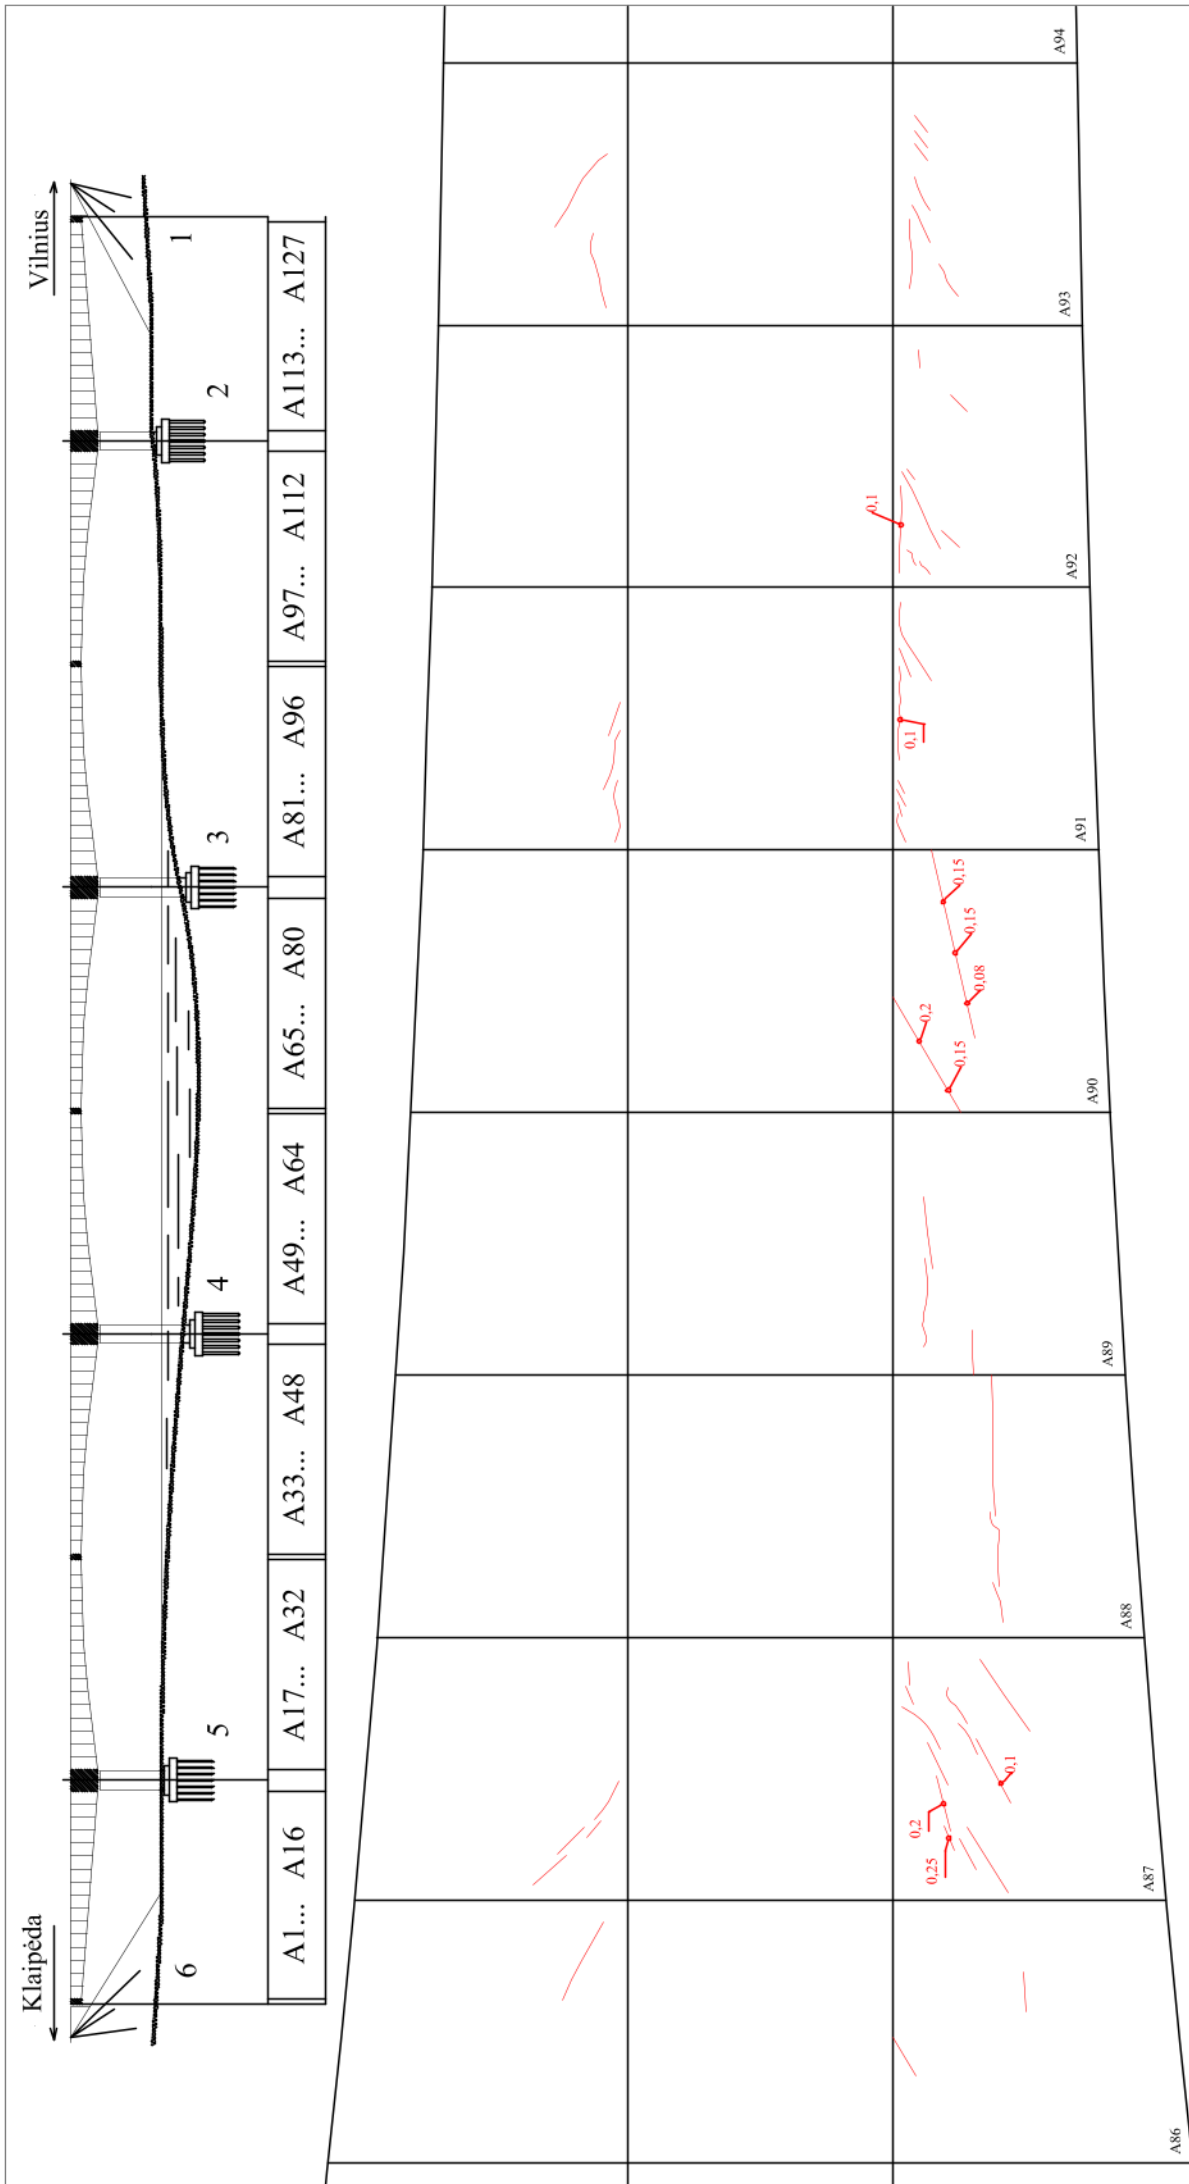 Klaipėda
Vilnius
6
5
4
3
2
1
A1... A16
A17... A32
A33... A48
A49... A64
A65... A80
A81... A96
A97... A112
A113... A127
0,25
0,2
0,1
0,15
0,2
0,08
0,15
0,15
0,1
0,1
A86
A87
A88
A89
A90
A91
A92
A93
A94